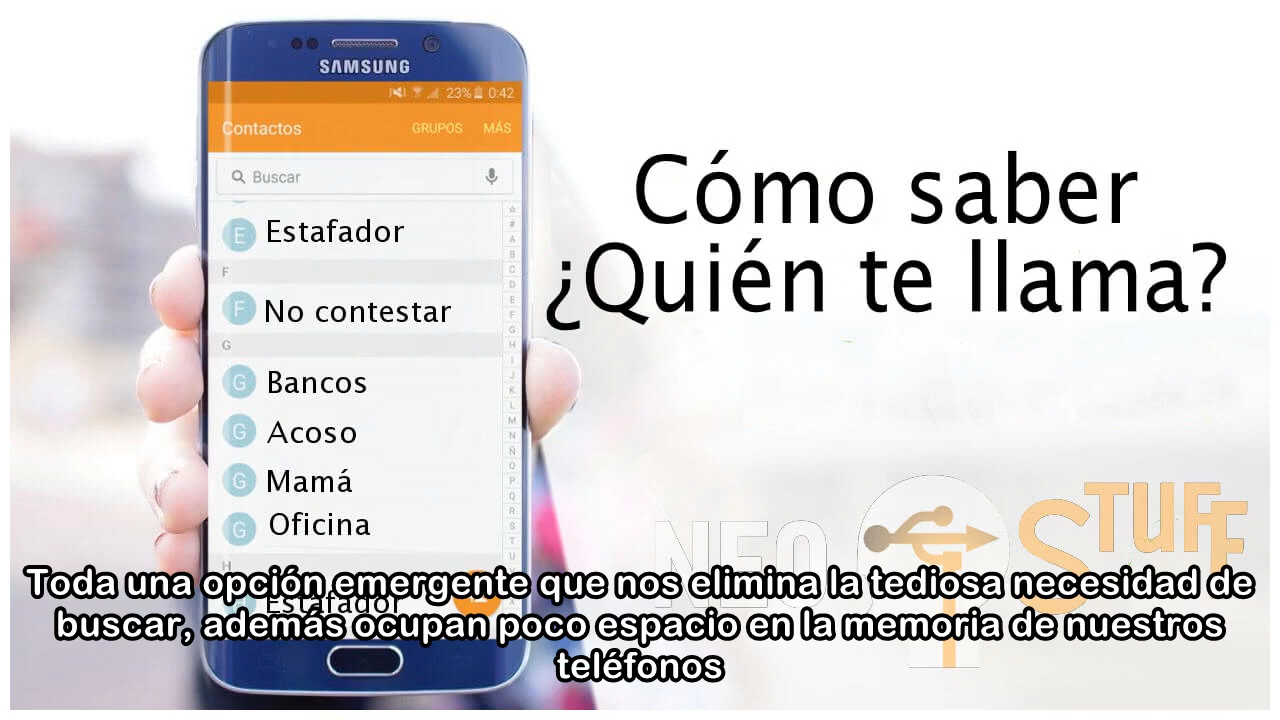 SAMSUNG
23% 0:42
Contactos GRUPOS MÁS
Buscar
E Estafador
F
F No contestar
G
G Bancos
G Acoso
G Mamá
G Oficina
H
Estafador
☆
#
A
B
C
D
E
F
G
H
I
J
K
L
M
N
Ñ
O
P
Q
R
S
T
U
Cómo saber
¿Quién te llama?
NEO STUFF
Toda una opción emergente que nos elimina la tediosa necesidad de
buscar, además ocupan poco espacio en la memoria de nuestros
teléfonos